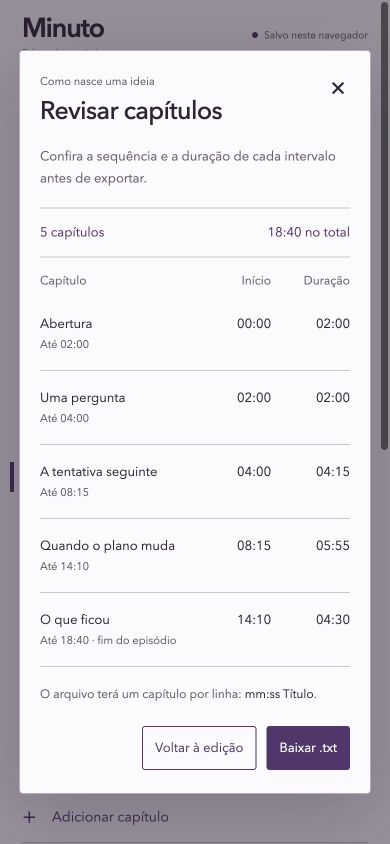 Minuto
Salvo neste navegador
Como nasce uma ideia
Revisar capítulos
Confira a sequência e a duração de cada intervalo
antes de exportar.
5 capítulos 18:40 no total
Capítulo Início Duração
Abertura 00:00 02:00
Até 02:00
Uma pergunta 02:00 02:00
Até 04:00
A tentativa seguinte 04:00 04:15
Até 08:15
Quando o plano muda 08:15 05:55
Até 14:10
O que ficou 14:10 04:30
Até 18:40 · fim do episódio
O arquivo terá um capítulo por linha: mm:ss Título.
Voltar à edição Baixar .txt
+ Adicionar capítulo